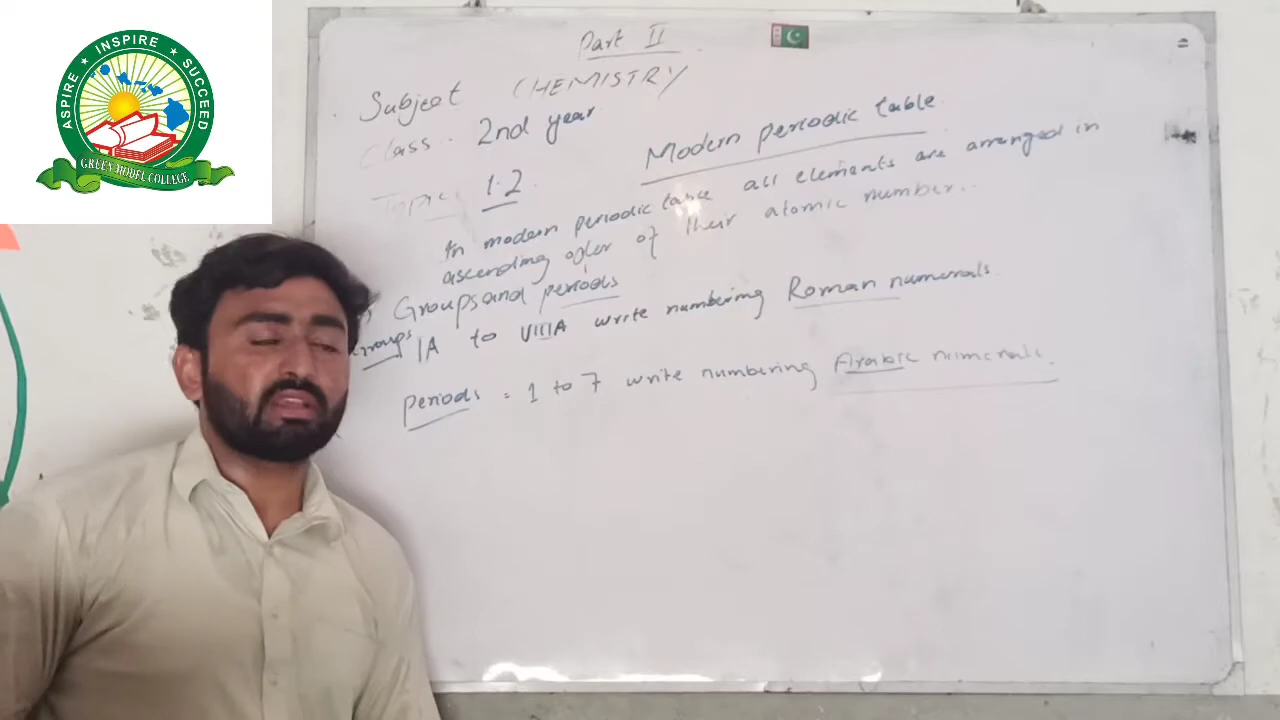 ASPIRE ★ INSPIRE ★ SUCCEED
GREEN MODEL COLLEGE
Part II
Subject CHEMISTRY
Class. 2nd year
Topic: 1.2
Modern periodic table
In modern periodic table all elements are arranged in
ascending of their atomic number..
Groups and periods
Groups IA to VIIIA write numbering Roman numerals
Periods = 1 to 7 write numbering Arabic numerals.